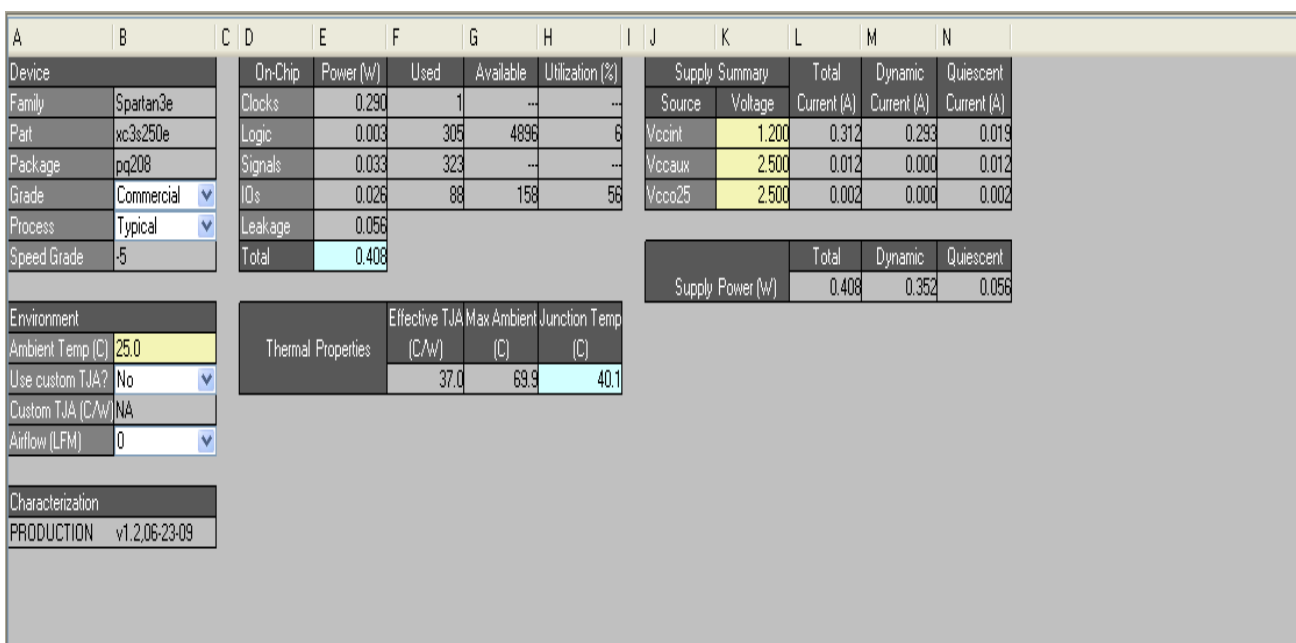 A B C D E F G H I J K L M N
Device On-Chip Power (W) Used Available Utilization (%) Supply Summary Total Dynamic Quiescent
Family Spartan3e Clocks 0.290 1 --- --- Source Voltage Current (A) Current (A) Current (A)
Part xc3s250e Logic 0.003 305 4896 6 Vccint 1.200 0.312 0.293 0.019
Package pq208 Signals 0.033 323 --- --- Vccaux 2.500 0.012 0.000 0.012
Grade Commercial IOs 0.026 88 158 56 Vcco25 2.500 0.002 0.000 0.002
Process Typical Leakage 0.056
Speed Grade -5 Total 0.408 Total Dynamic Quiescent
Supply Power (W) 0.408 0.352 0.056
Environment Effective TJA Max Ambient Junction Temp
Ambient Temp (C) 25.0 Thermal Properties (C/W) (C) (C)
Use custom TJA? No 37.0 69.9 40.1
Custom TJA (C/W) NA
Airflow (LFM) 0
Characterization
PRODUCTION v1.2,06-23-09